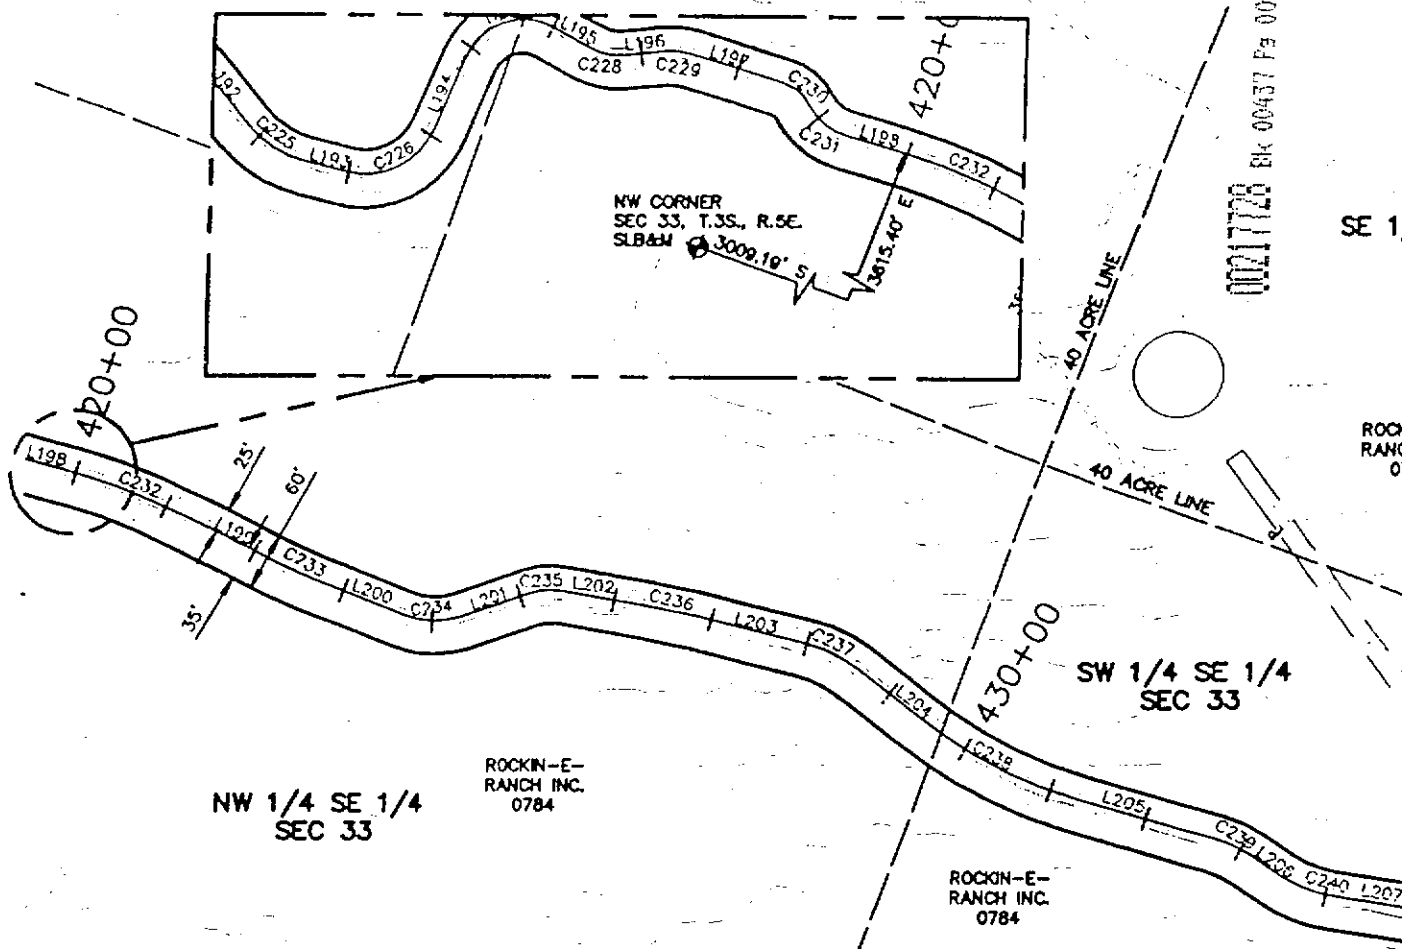 L195
L196
L197
C228
C229
C230
420+00
L194
C225
L193
C226
C231
L198
C232
NW CORNER
SEC 33, T.3S., R.5E.
SLB&M
3009.19' S
3615.40' E
00217728 Bk 00437 Pg 00
SE 1/
40 ACRE LINE
40 ACRE LINE
420+00
L198
C232
25'
60'
35'
C233
L200
C234
L201
C235
L202
C236
L203
C237
L204
430+00
C238
L205
C239
L206
C240
L207
SW 1/4 SE 1/4
SEC 33
NW 1/4 SE 1/4
SEC 33
ROCKIN-E-
RANCH INC.
0784
ROCKIN-E-
RANCH INC.
0784